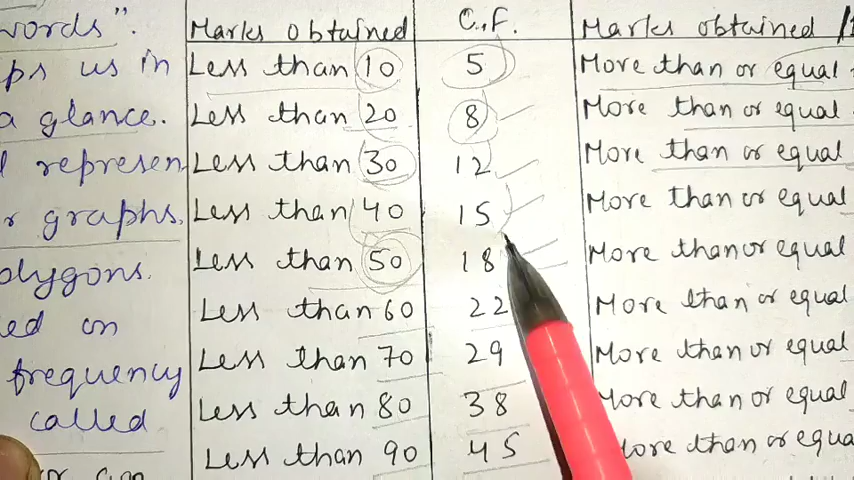 words".
ps us in
a glance.
represen
graphs.
olygons.
ed on
frequency
called
Marks obtained C.F. Marks obtained
Less than 10 5 More than or equal
Less than 20 8 More than or equal
Less than 30 12 More than or equal
Less than 40 15 More than or equal
Less than 50 18 More than or equal
Less than 60 22 More than or equal
Less than 70 29 More than or equal
Less than 80 38 More than or equal
Less than 90 45 More than or equa